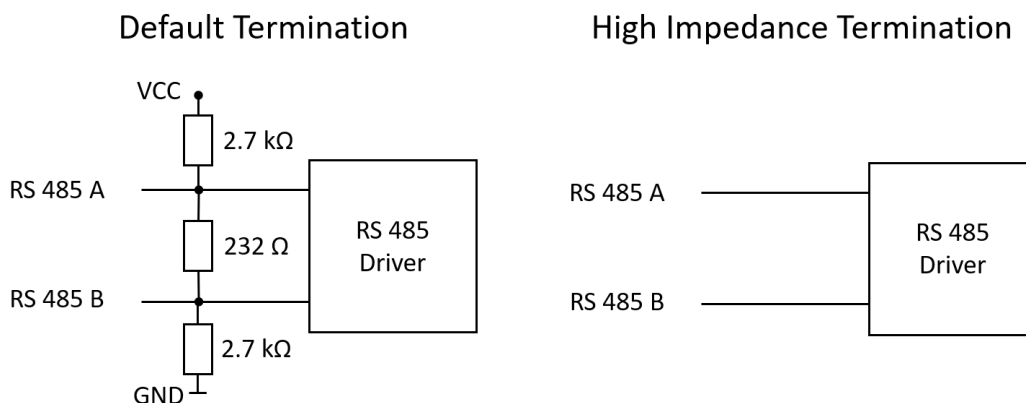 Default Termination
VCC
2.7 kΩ
RS 485 A
232 Ω
RS 485
Driver
RS 485 B
2.7 kΩ
GND
High Impedance Termination
RS 485 A
RS 485
Driver
RS 485 B